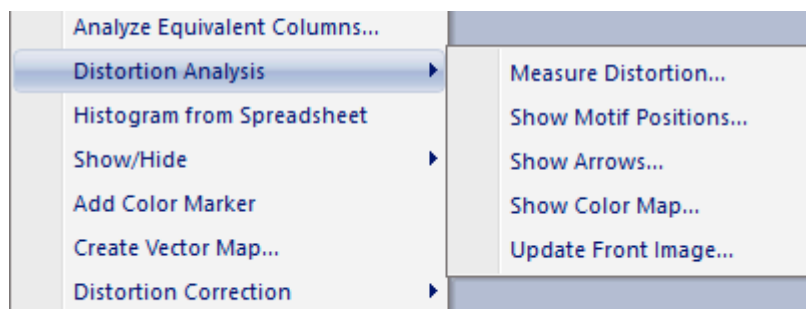 Analyze Equivalent Columns...
Distortion Analysis
Histogram from Spreadsheet
Show/Hide
Add Color Marker
Create Vector Map...
Distortion Correction
Measure Distortion...
Show Motif Positions...
Show Arrows...
Show Color Map...
Update Front Image...